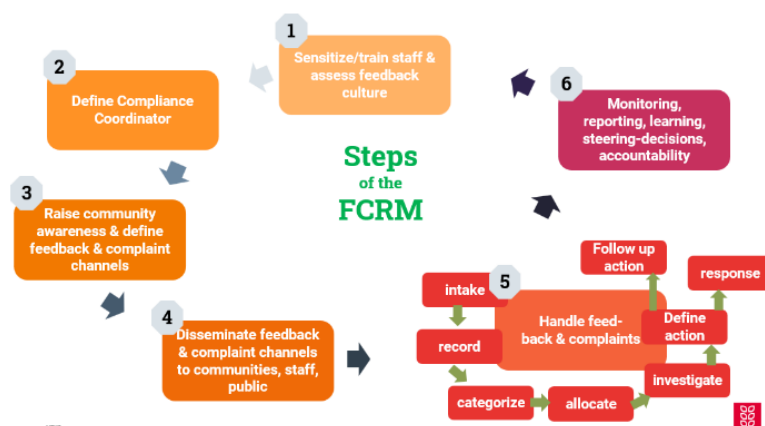 1
Sensitize/train staff &
assess feedback
culture
2
Define Compliance
Coordinator
3
Raise community
awareness & define
feedback & complaint
channels
4
Disseminate feedback
& complaint channels
to communities, staff,
public
Steps
of the
FCRM
5
Handle feed-
back & complaints
intake
record
categorize
allocate
investigate
Define
action
Follow up
action
response
6
Monitoring,
reporting, learning,
steering-decisions,
accountability